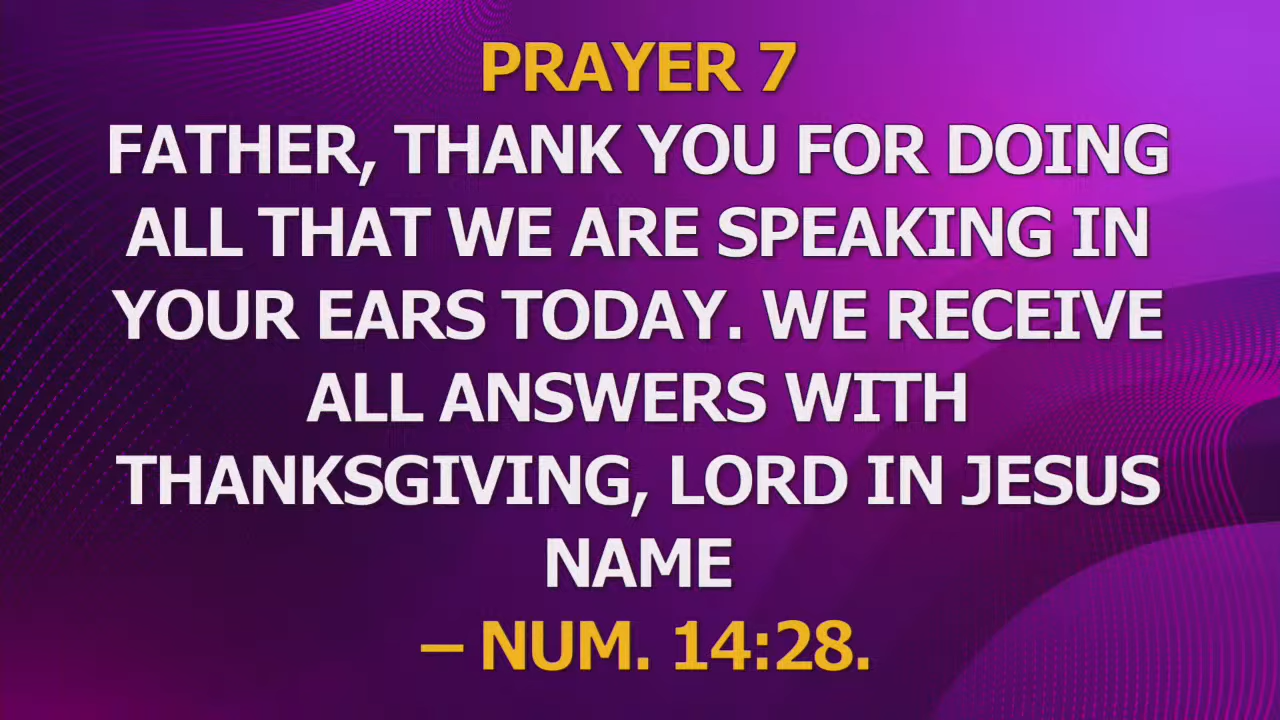 PRAYER 7
FATHER, THANK YOU FOR DOING
ALL THAT WE ARE SPEAKING IN
YOUR EARS TODAY. WE RECEIVE
ALL ANSWERS WITH
THANKSGIVING, LORD IN JESUS
NAME
– NUM. 14:28.